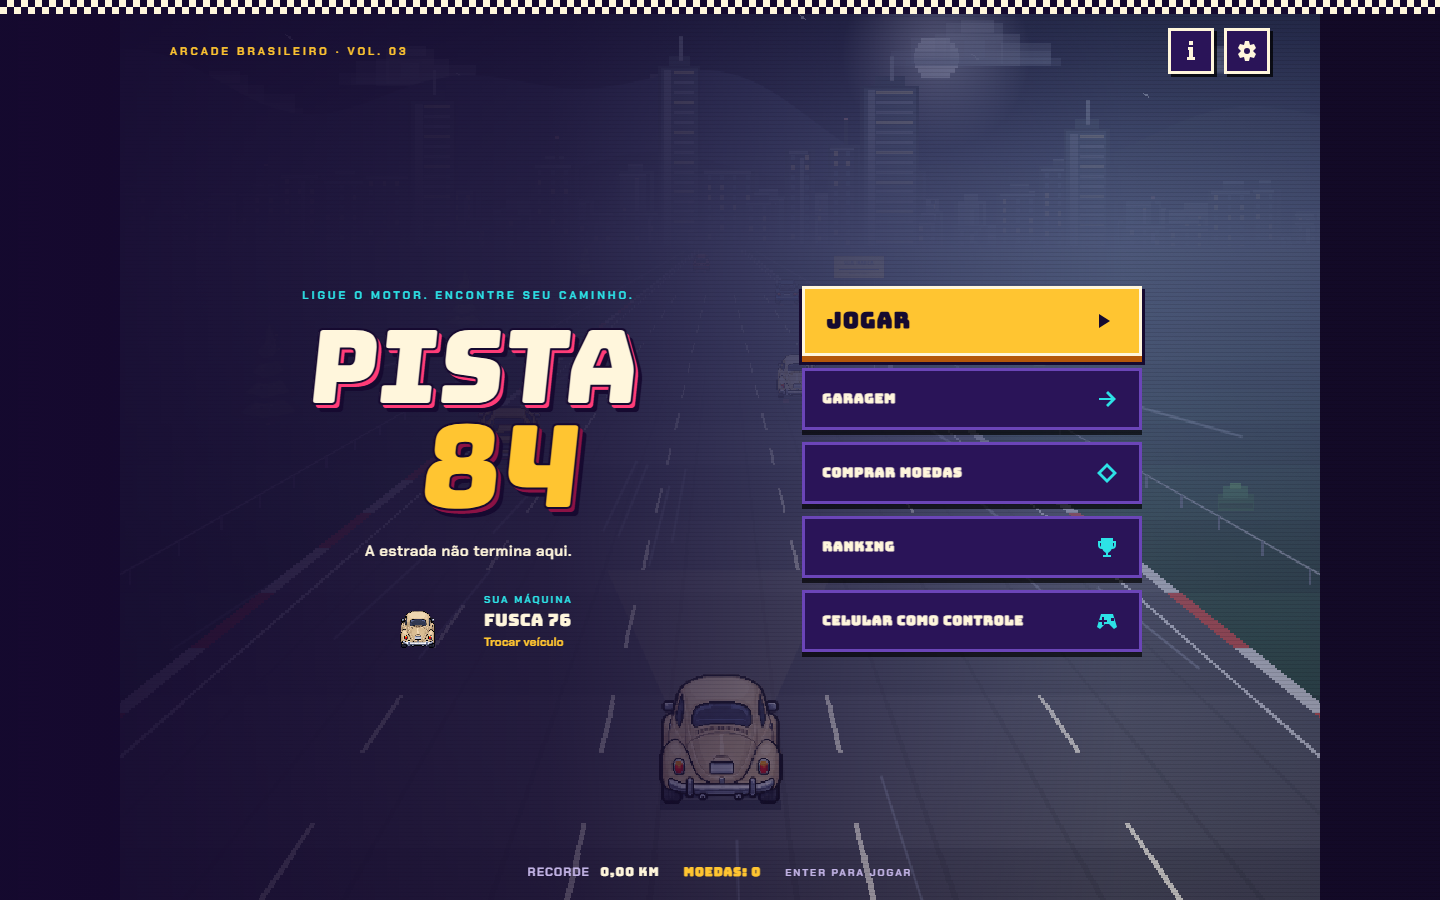 ARCADE BRASILEIRO · VOL. 03
LIGUE O MOTOR. ENCONTRE SEU CAMINHO.
PISTA
84
A estrada não termina aqui.
SUA MÁQUINA
FUSCA 76
Trocar veículo
JOGAR
GARAGEM
COMPRAR MOEDAS
RANKING
CELULAR COMO CONTROLE
RECORDE 0,00 KM MOEDAS: 0 ENTER PARA JOGAR